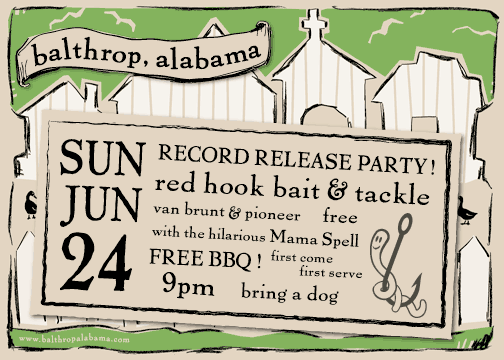 balthrop, alabama
SUN
JUN
24
RECORD RELEASE PARTY!
red hook bait & tackle
van brunt & pioneer free
with the hilarious Mama Spell
FREE BBQ! first come
first serve
9pm bring a dog
www.balthropalabama.com